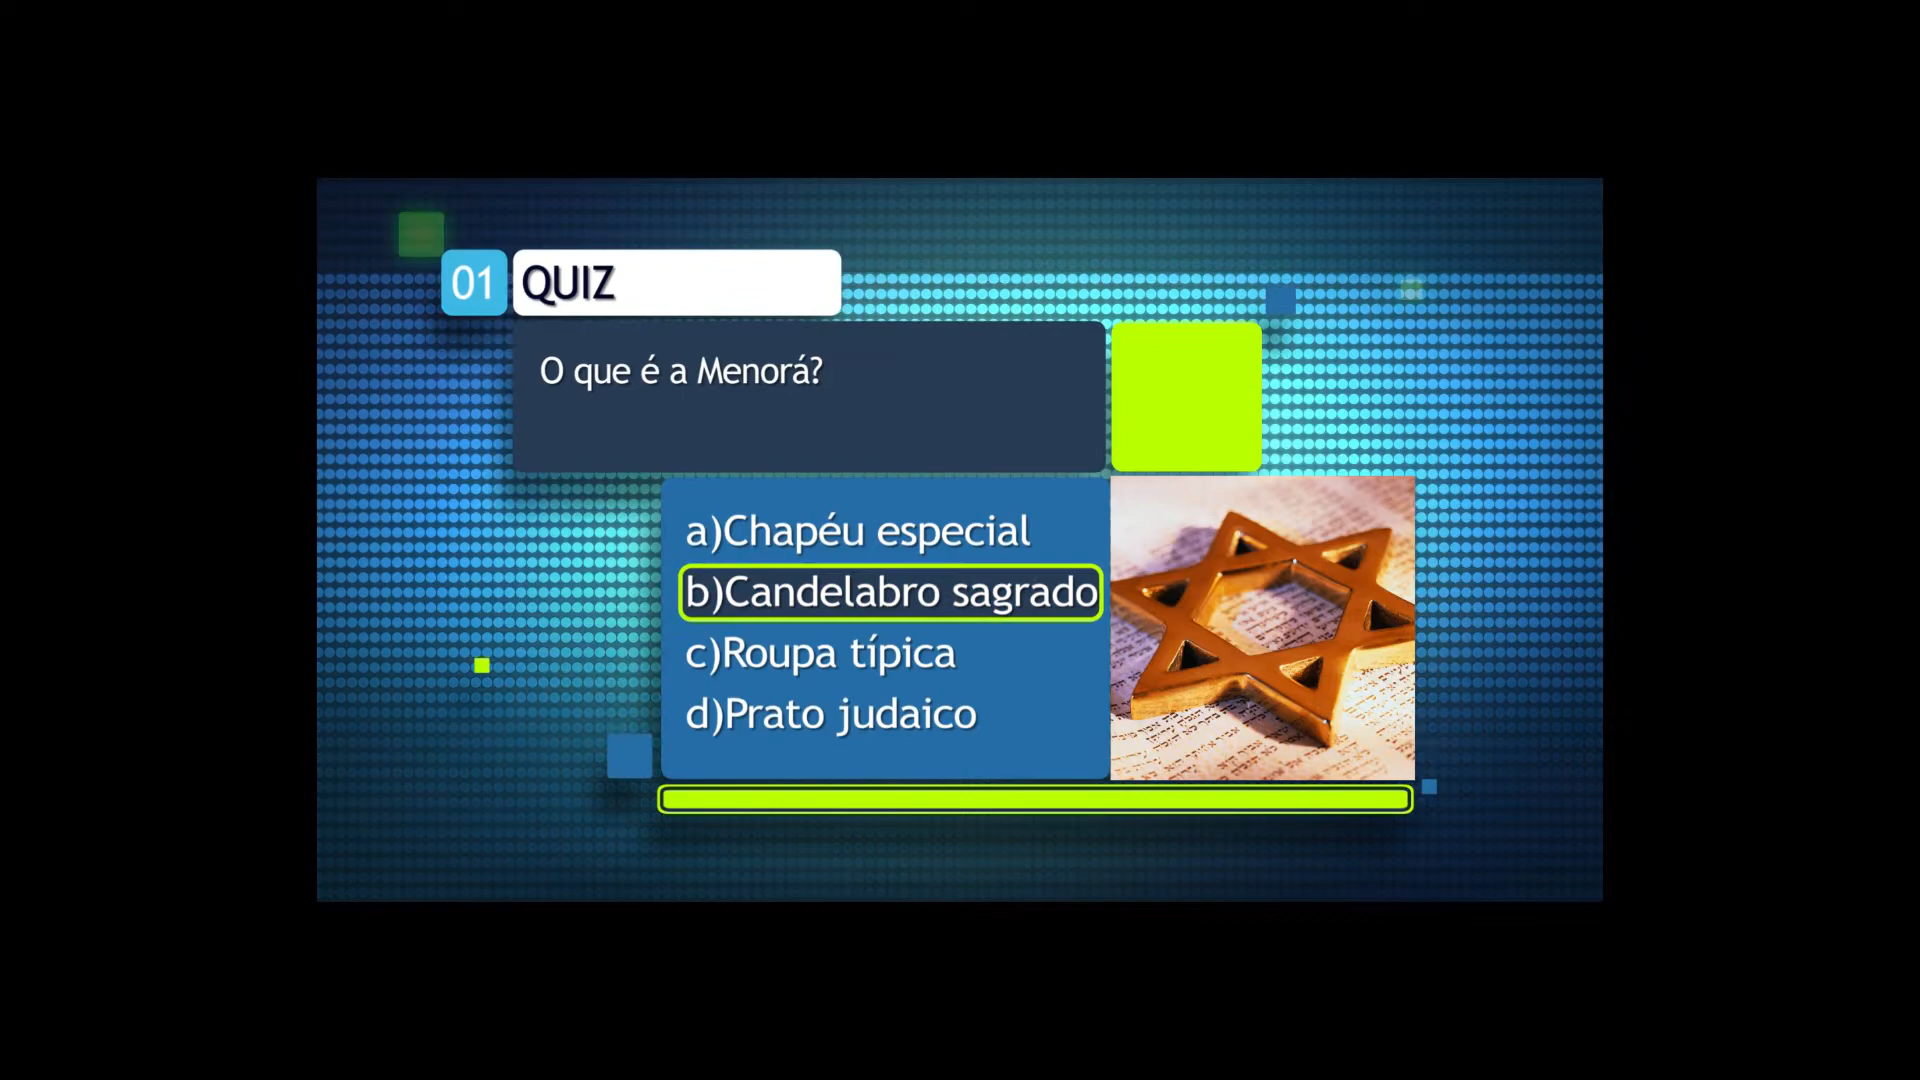 01 QUIZ
O que é a Menorá?
a)Chapéu especial
b)Candelabro sagrado
c)Roupa típica
d)Prato judaico